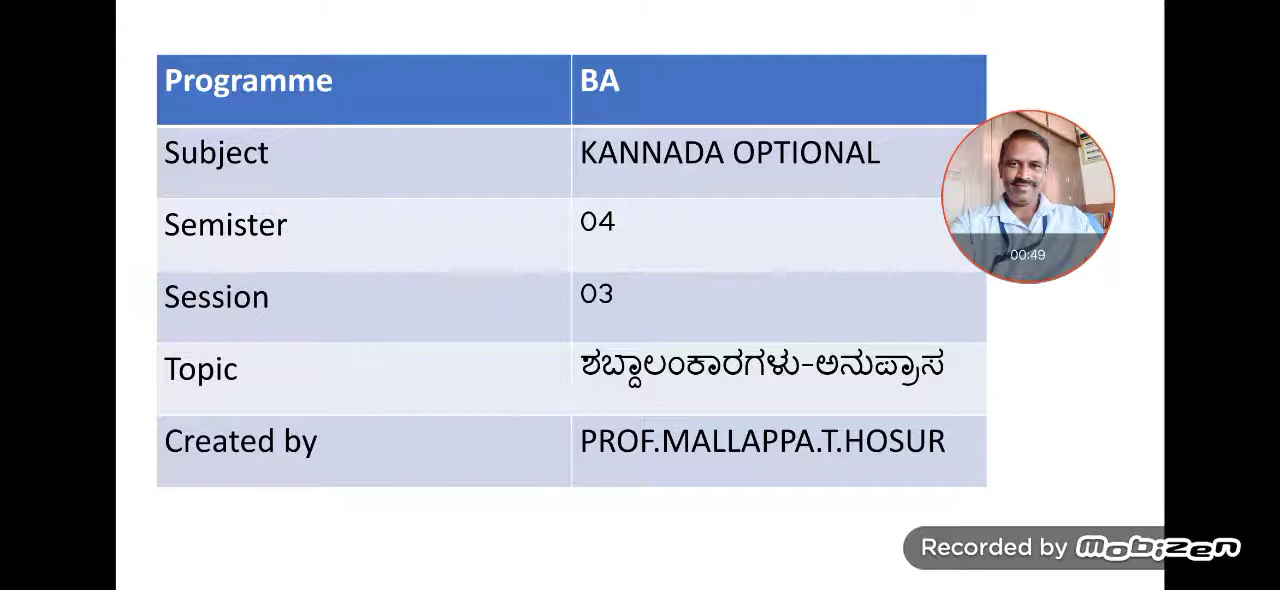 Programme BA
Subject KANNADA OPTIONAL
Semister 04
Session 03
Topic ಶಬ್ದಾಲಂಕಾರಗಳು-ಅನುಪ್ರಾಸ
Created by PROF.MALLAPPA.T.HOSUR
00:49
Recorded by Mobizen